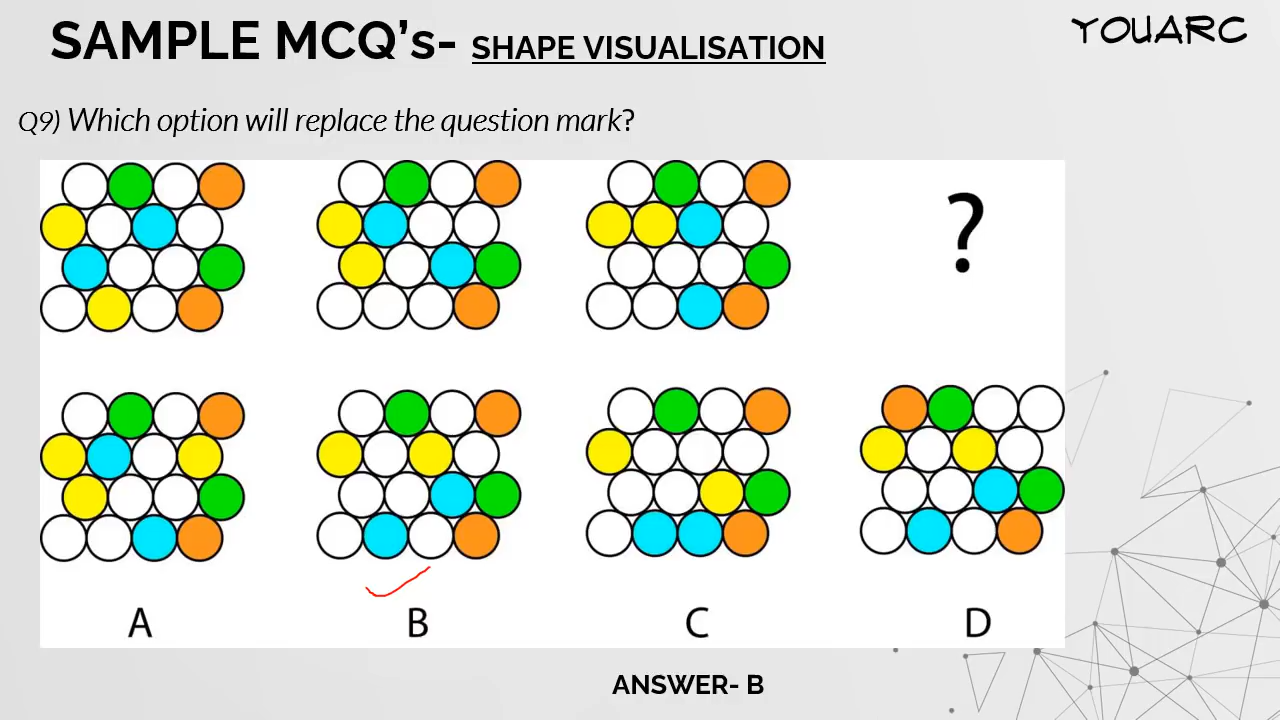 SAMPLE MCQ’s- SHAPE VISUALISATION
YOUARC
Q9) Which option will replace the question mark?
?
A B C D
ANSWER- B